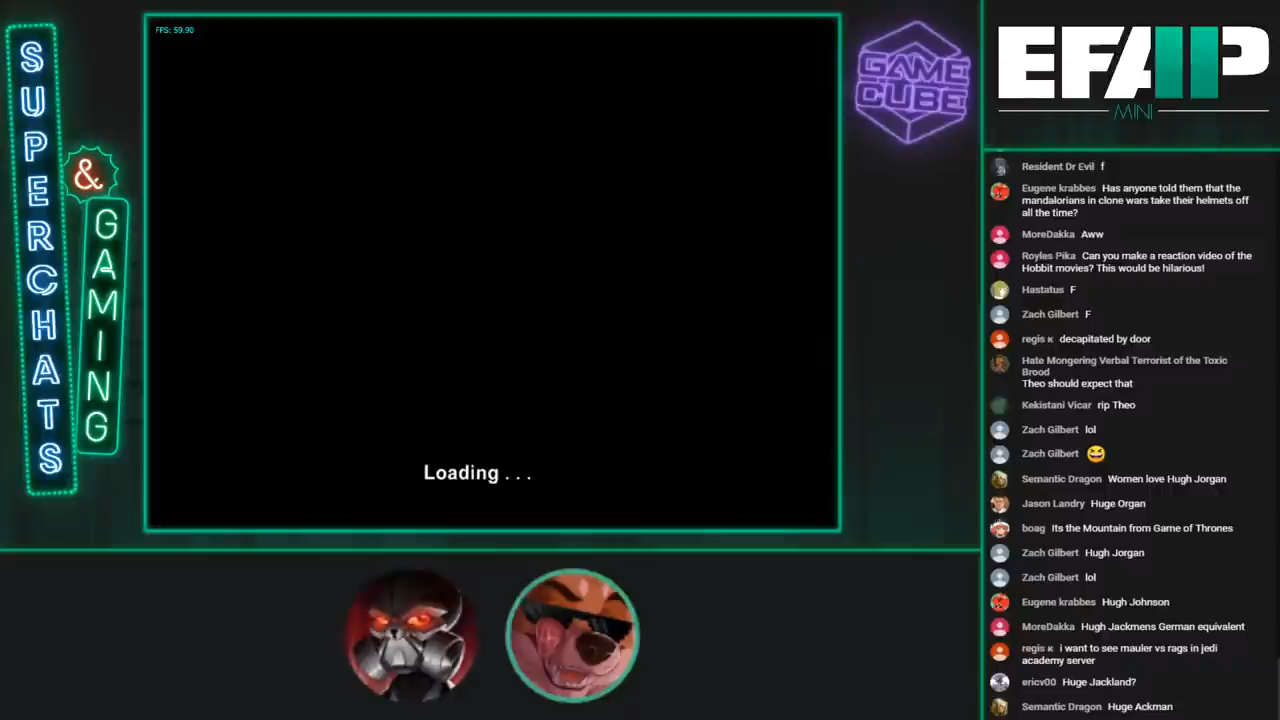 SUPERCHATS
&
GAMING
FPS: 59.90
Loading . . .
GAME
CUBE
EFAP
MINI
Resident Dr Evil f
Eugene krabbes Has anyone told them that the
mandalorians in clone wars take their helmets off
all the time?
MoreDakka Aww
Royles Pika Can you make a reaction video of the
Hobbit movies? This would be hilarious!
Hastatus F
Zach Gilbert F
regis ĸ decapitated by door
Hate Mongering Verbal Terrorist of the Toxic
Brood
Theo should expect that
Kekistani Vicar rip Theo
Zach Gilbert lol
Zach Gilbert 😆
Semantic Dragon Women love Hugh Jorgan
Jason Landry Huge Organ
boag Its the Mountain from Game of Thrones
Zach Gilbert Hugh Jorgan
Zach Gilbert lol
Eugene krabbes Hugh Johnson
MoreDakka Hugh Jackmens German equivalent
regis ĸ i want to see mauler vs rags in jedi
academy server
ericv00 Huge Jackland?
Semantic Dragon Huge Ackman